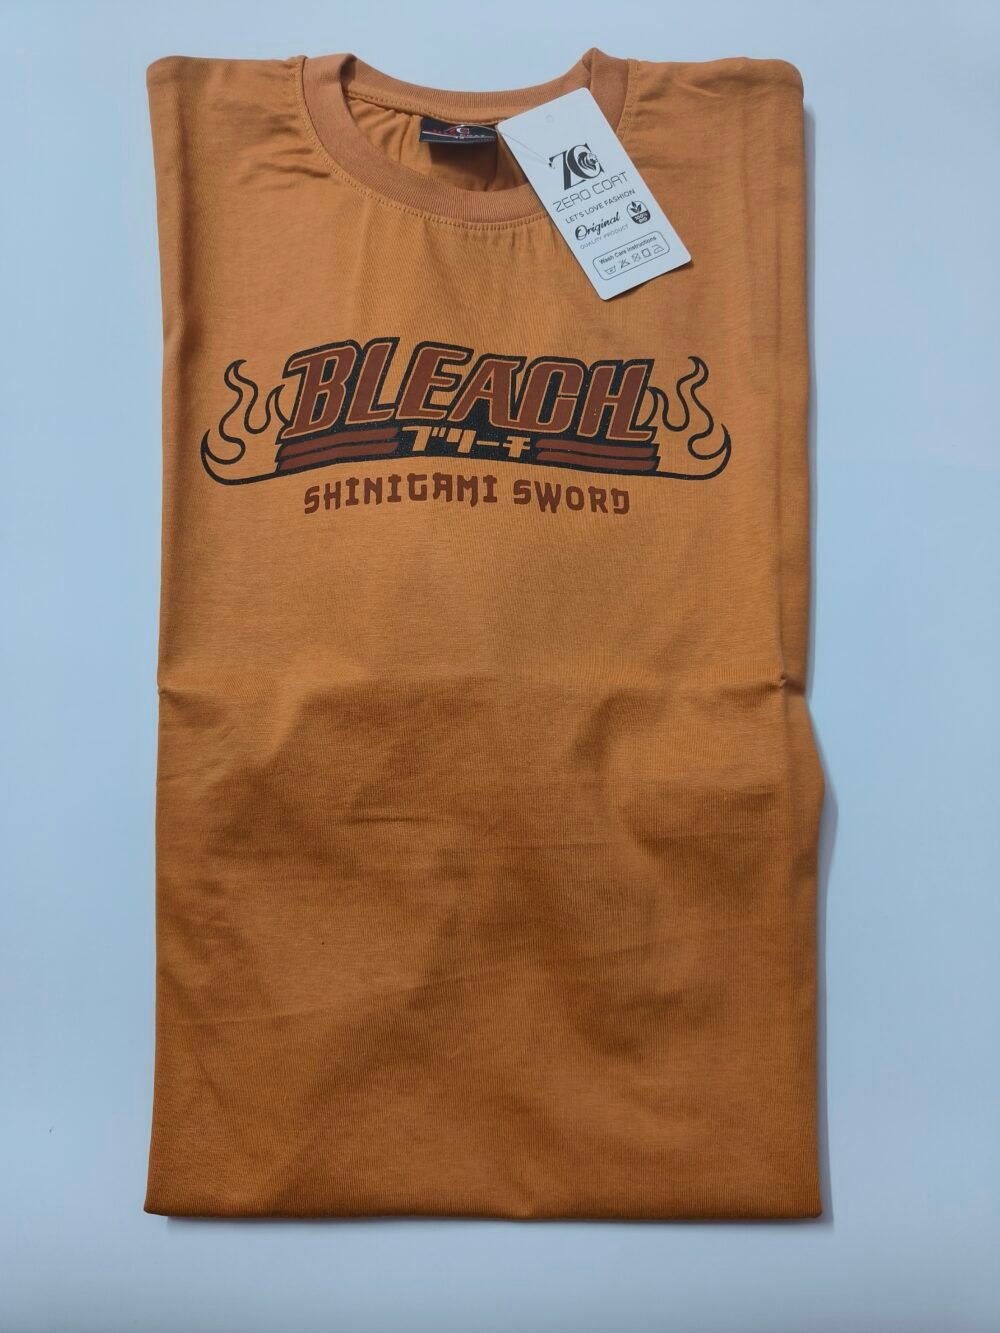 ZC
ZERO COAT
LET'S LOVE FASHION
Original
QUALITY PRODUCT
Wash Care Instructions
BLEACH
ブリーチ
SHINIGAMI SWORD